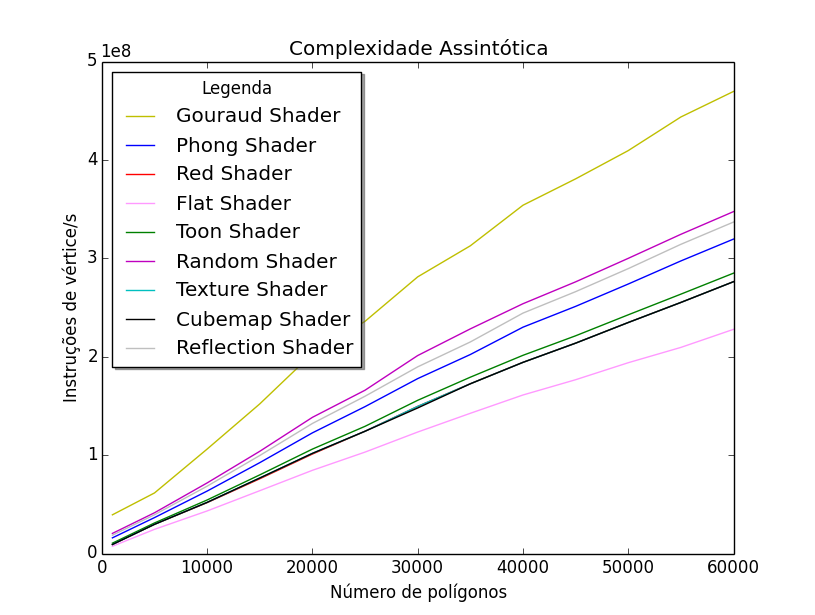 Complexidade Assintótica
1e8
5
4
3
2
1
0
Instruções de vértice/s
Legenda
Gouraud Shader
Phong Shader
Red Shader
Flat Shader
Toon Shader
Random Shader
Texture Shader
Cubemap Shader
Reflection Shader
0 10000 20000 30000 40000 50000 60000
Número de polígonos